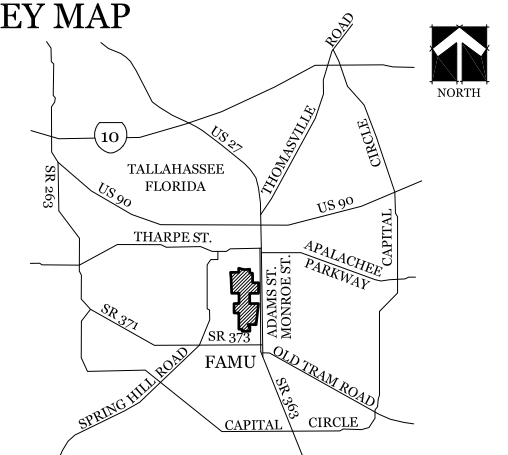 EY MAP
ROAD
NORTH
10
US 27
THOMASVILLE
CIRCLE
TALLAHASSEE
FLORIDA
SR 263
US 90
US 90
CAPITAL
THARPE ST.
APALACHEE
PARKWAY
ADAMS ST.
MONROE ST.
SR 371
SR 373
FAMU
OLD TRAM ROAD
SPRING HILL ROAD
SR 363
CAPITAL CIRCLE